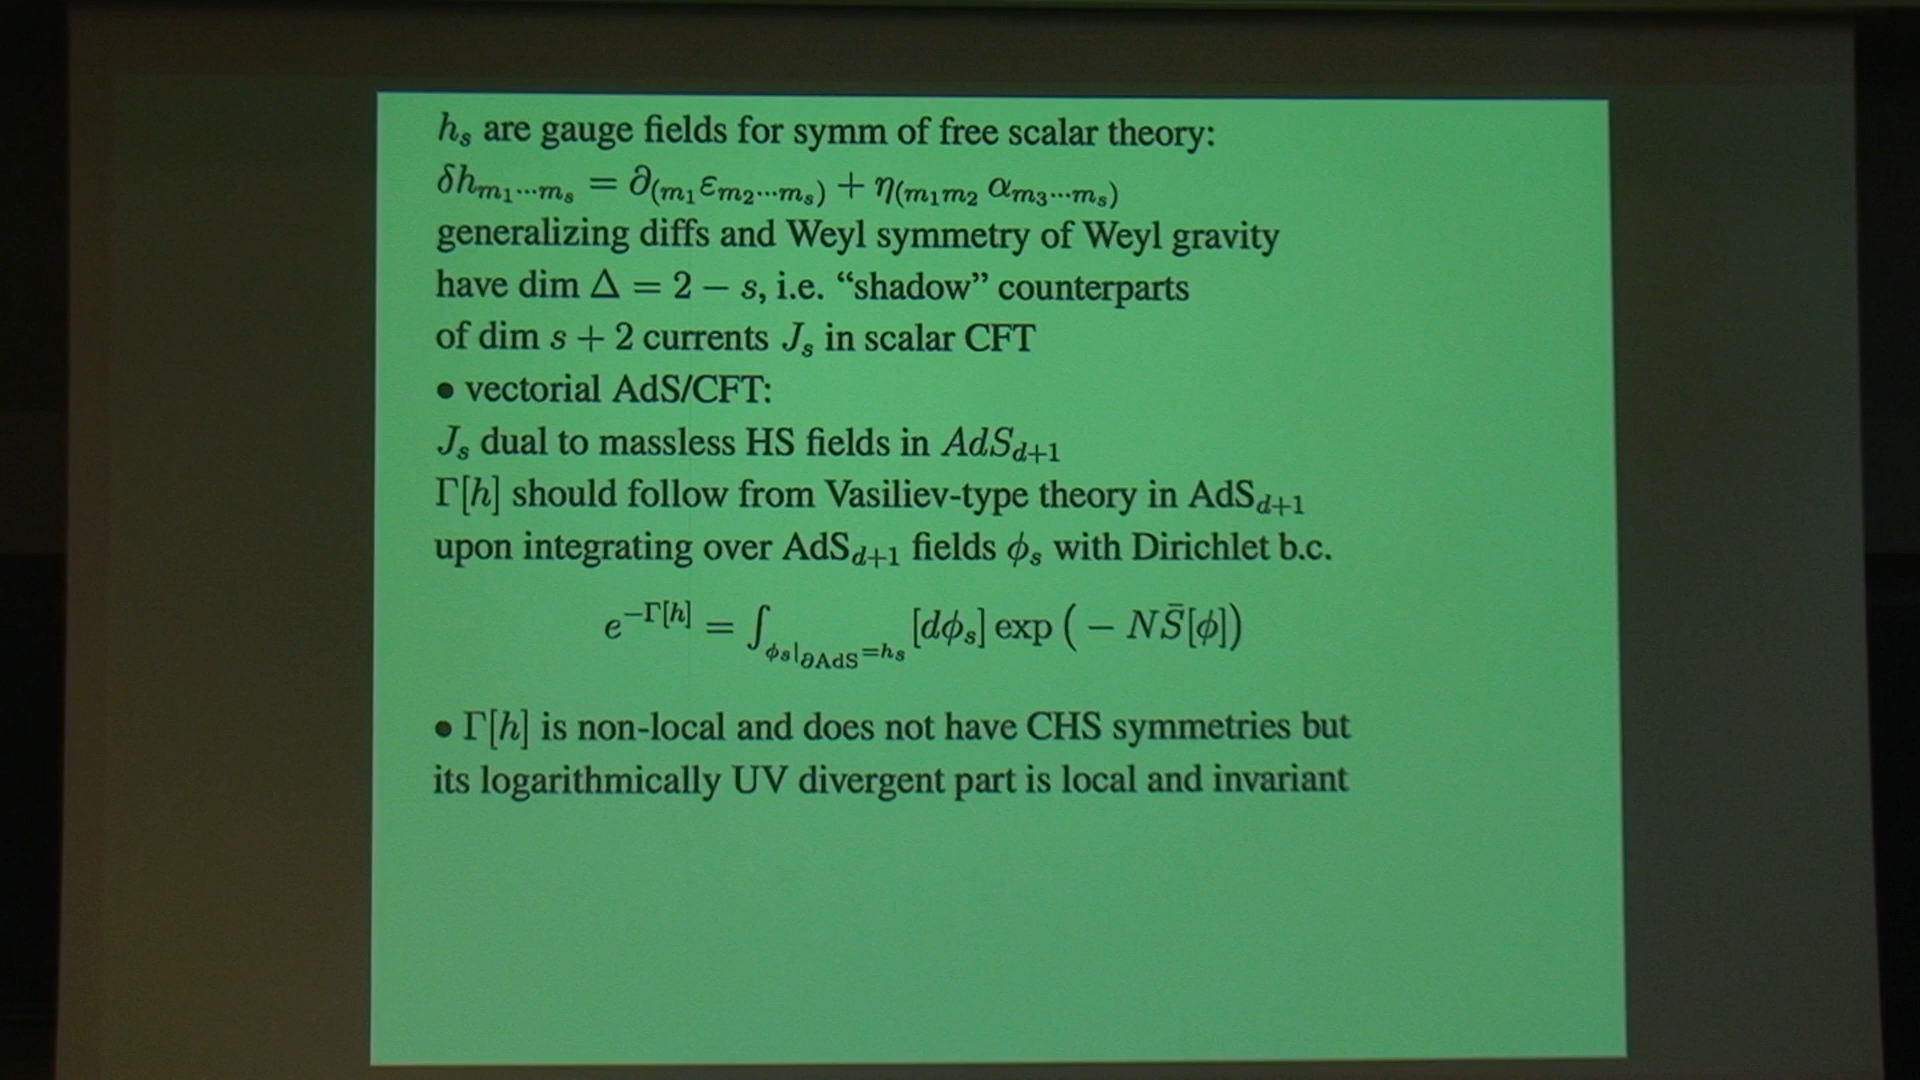 h_s are gauge fields for symm of free scalar theory:
δh_{m_1···m_s} = ∂_{(m_1} ε_{m_2···m_s)} + η_{(m_1m_2} α_{m_3···m_s)}
generalizing diffs and Weyl symmetry of Weyl gravity
have dim Δ = 2 − s, i.e. “shadow” counterparts
of dim s + 2 currents J_s in scalar CFT
• vectorial AdS/CFT:
J_s dual to massless HS fields in AdS_{d+1}
Γ[h] should follow from Vasiliev-type theory in AdS_{d+1}
upon integrating over AdS_{d+1} fields ϕ_s with Dirichlet b.c.
e^{−Γ[h]} = ∫_{ϕ_s|_{∂AdS}=h_s} [dϕ_s] exp ( − N S̄[ϕ])
• Γ[h] is non-local and does not have CHS symmetries but
its logarithmically UV divergent part is local and invariant